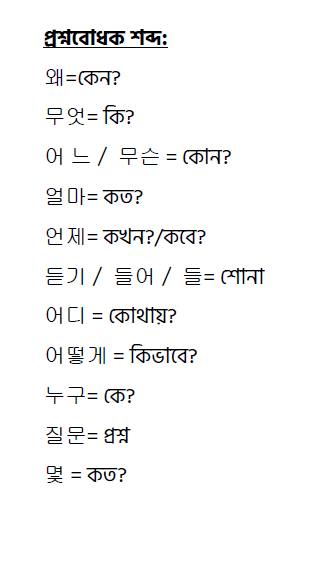 প্রশ্নবোধক শব্দ:
왜=কেন?
무엇= কি?
어 느 / 무슨 = কোন?
얼마= কত?
언제= কখন?/কবে?
듣기 / 들어 / 들= শোনা
어디 = কোথায়?
어떻게 = কিভাবে?
누구= কে?
질문= প্রশ্ন
몇 = কত?